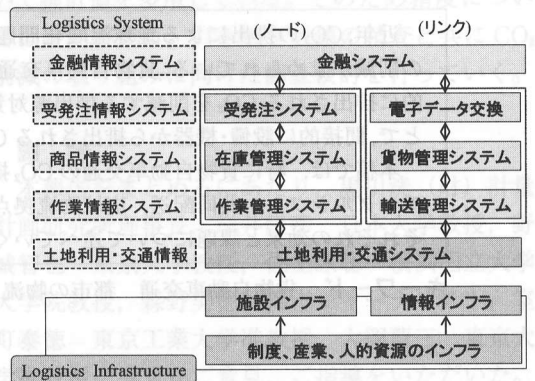 Logistics System
(ノード) (リンク)
金融情報システム 金融システム
受発注情報システム 受発注システム 電子データ交換
商品情報システム 在庫管理システム 貨物管理システム
作業情報システム 作業管理システム 輸送管理システム
土地利用・交通情報 土地利用・交通システム
施設インフラ 情報インフラ
制度、産業、人的資源のインフラ
Logistics Infrastructure